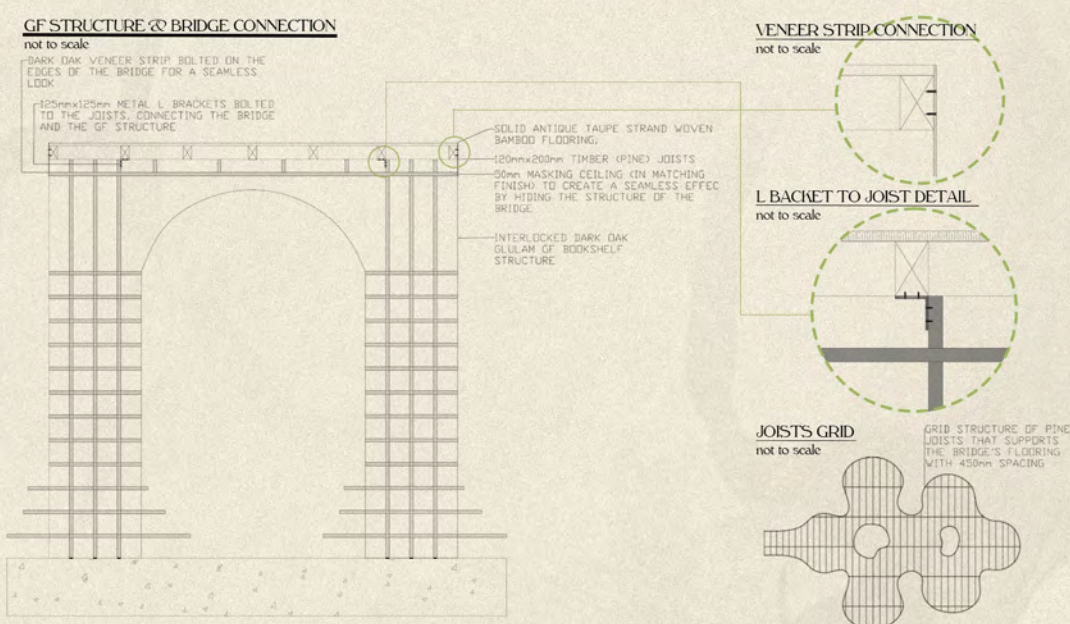 GF STRUCTURE & BRIDGE CONNECTION
not to scale
DARK OAK VENEER STRIP BOLTED ON THE
EDGES OF THE BRIDGE FOR A SEAMLESS
LOOK
125mmx125mm METAL L BRACKETS BOLTED
TO THE JOISTS, CONNECTING THE BRIDGE
AND THE GF STRUCTURE
SOLID ANTIQUE TAUPE STRAND WOVEN
BAMBOO FLOORING;
120mmx200mm TIMBER (PINE) JOISTS
50mm MASKING CEILING (IN MATCHING
FINISH) TO CREATE A SEAMLESS EFFEC
BY HIDING THE STRUCTURE OF THE
BRIDGE
INTERLOCKED DARK OAK
GLULAM GF BOOKSHELF
STRUCTURE
VENEER STRIP CONNECTION
not to scale
L BACKET TO JOIST DETAIL
not to scale
JOISTS GRID
not to scale
GRID STRUCTURE OF PINE
JOISTS THAT SUPPORTS
THE BRIDGE'S FLOORING
WITH 450mm SPACING